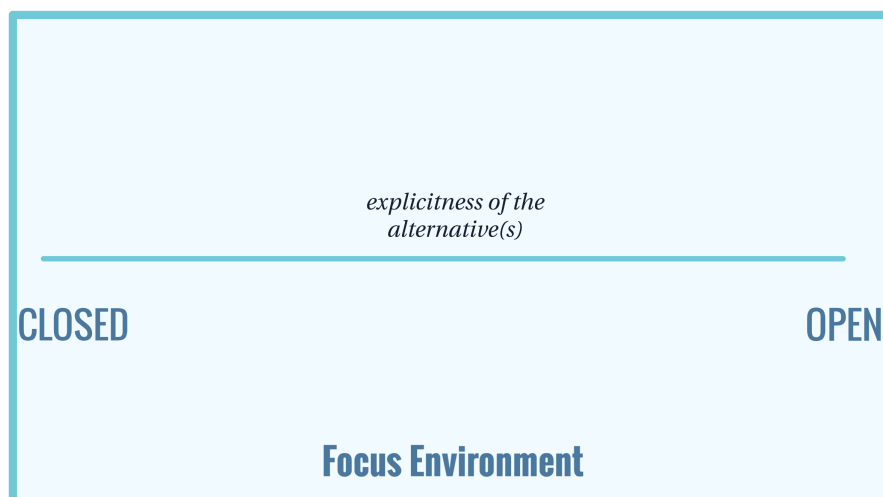 explicitness of the
alternative(s)
CLOSED
OPEN
Focus Environment